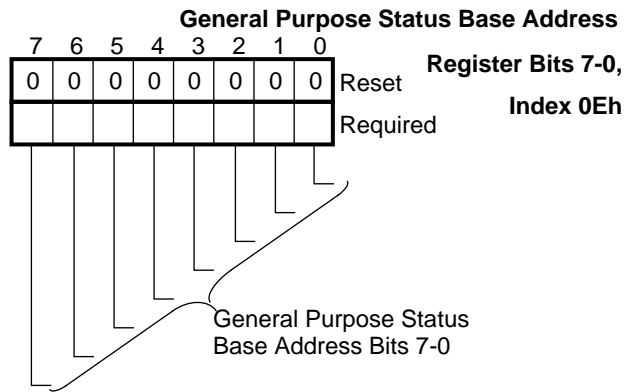 General Purpose Status Base Address
Register Bits 7-0,
Index 0Eh
7 6 5 4 3 2 1 0
0 0 0 0 0 0 0 0 Reset
Required
General Purpose Status
Base Address Bits 7-0